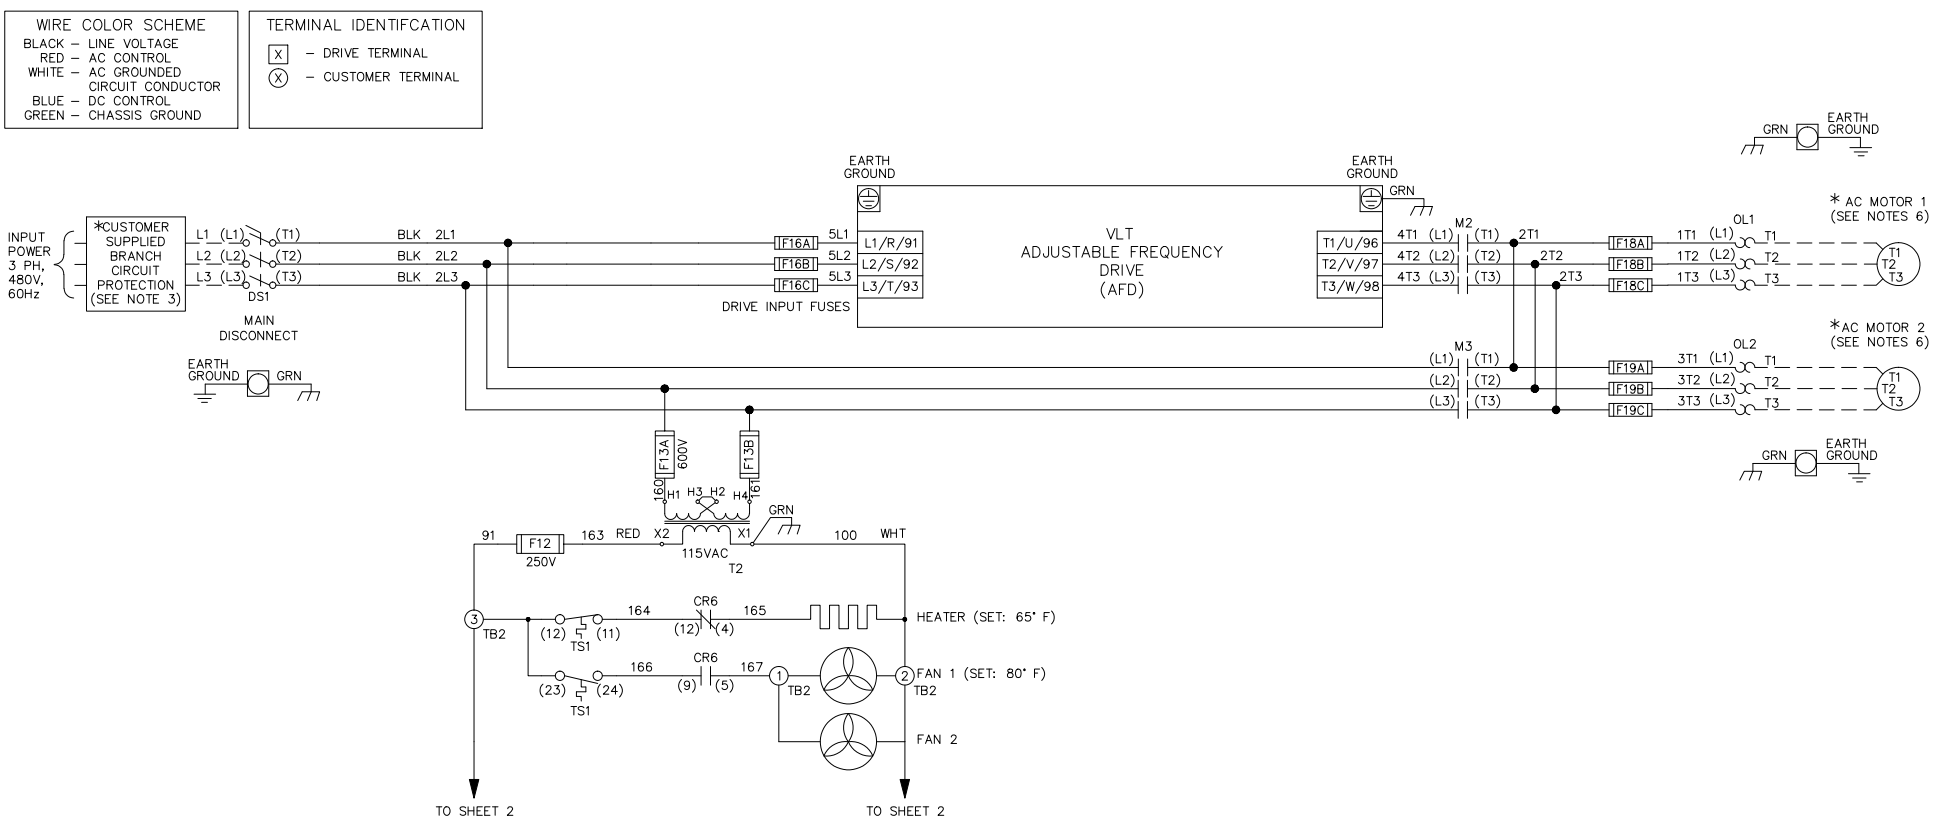 WIRE COLOR SCHEME
BLACK – LINE VOLTAGE
RED – AC CONTROL
WHITE – AC GROUNDED
CIRCUIT CONDUCTOR
BLUE – DC CONTROL
GREEN – CHASSIS GROUND
TERMINAL IDENTIFCATION
X – DRIVE TERMINAL
X – CUSTOMER TERMINAL
INPUT
POWER
3 PH,
480V,
60Hz
*CUSTOMER
SUPPLIED
BRANCH
CIRCUIT
PROTECTION
(SEE NOTE 3)
L1 (L1) (T1)
L2 (L2) (T2)
L3 (L3) (T3)
DS1
MAIN
DISCONNECT
EARTH
GROUND
GRN
BLK 2L1
BLK 2L2
BLK 2L3
F16A 5L1
F16B 5L2
F16C 5L3
DRIVE INPUT FUSES
EARTH
GROUND
L1/R/91
L2/S/92
L3/T/93
VLT
ADJUSTABLE FREQUENCY
DRIVE
(AFD)
EARTH
GROUND
GRN
T1/U/96
T2/V/97
T3/W/98
M2
4T1 (L1) (T1) 2T1
4T2 (L2) (T2) 2T2
4T3 (L3) (T3) 2T3
OL1
F18A 1T1 (L1) T1
F18B 1T2 (L2) T2
F18C 1T3 (L3) T3
GRN
EARTH
GROUND
* AC MOTOR 1
(SEE NOTES 6)
T1
T2
T3
M3
(L1) (T1)
(L2) (T2)
(L3) (T3)
OL2
F19A 3T1 (L1) T1
F19B 3T2 (L2) T2
F19C 3T3 (L3) T3
* AC MOTOR 2
(SEE NOTES 6)
T1
T2
T3
GRN
EARTH
GROUND
F13A
600V
F13B
160
161
H1 H3 H2 H4
GRN
91 F12 163 RED X2 X1 100 WHT
250V
115VAC
T2
3
TB2
(12) (11)
TS1
164
CR6
(12) (4)
165
HEATER (SET: 65° F)
(23) (24)
TS1
166
CR6
(9) (5)
167
1
TB2
2
TB2
FAN 1 (SET: 80° F)
FAN 2
TO SHEET 2
TO SHEET 2